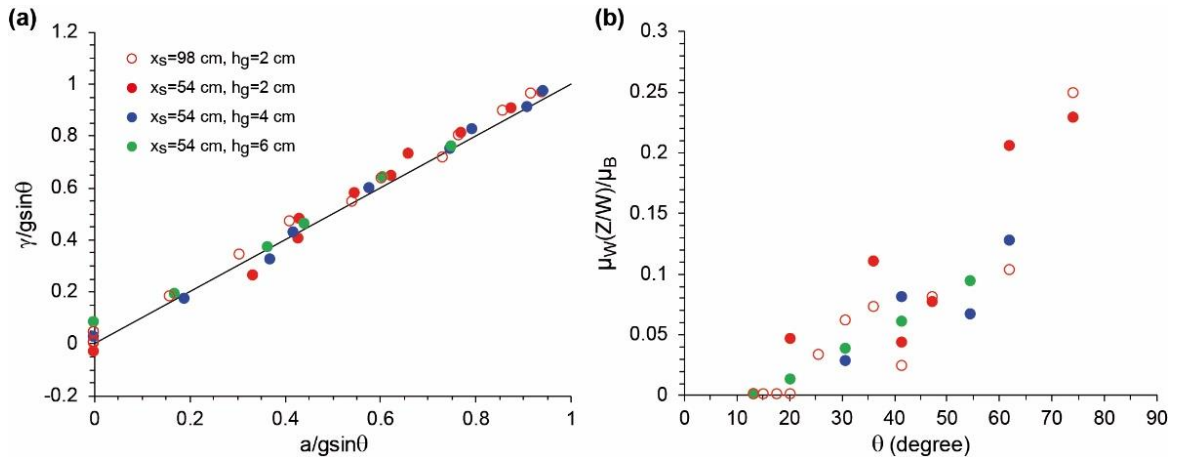 (a)
1.2
1
0.8
0.6
0.4
0.2
0
-0.2
γ/gsinθ
xs=98 cm, hg=2 cm
xs=54 cm, hg=2 cm
xs=54 cm, hg=4 cm
xs=54 cm, hg=6 cm
0 0.2 0.4 0.6 0.8 1
a/gsinθ
(b)
0.3
0.25
0.2
0.15
0.1
0.05
0
μW(Z/W)/μB
0 10 20 30 40 50 60 70 80 90
θ (degree)